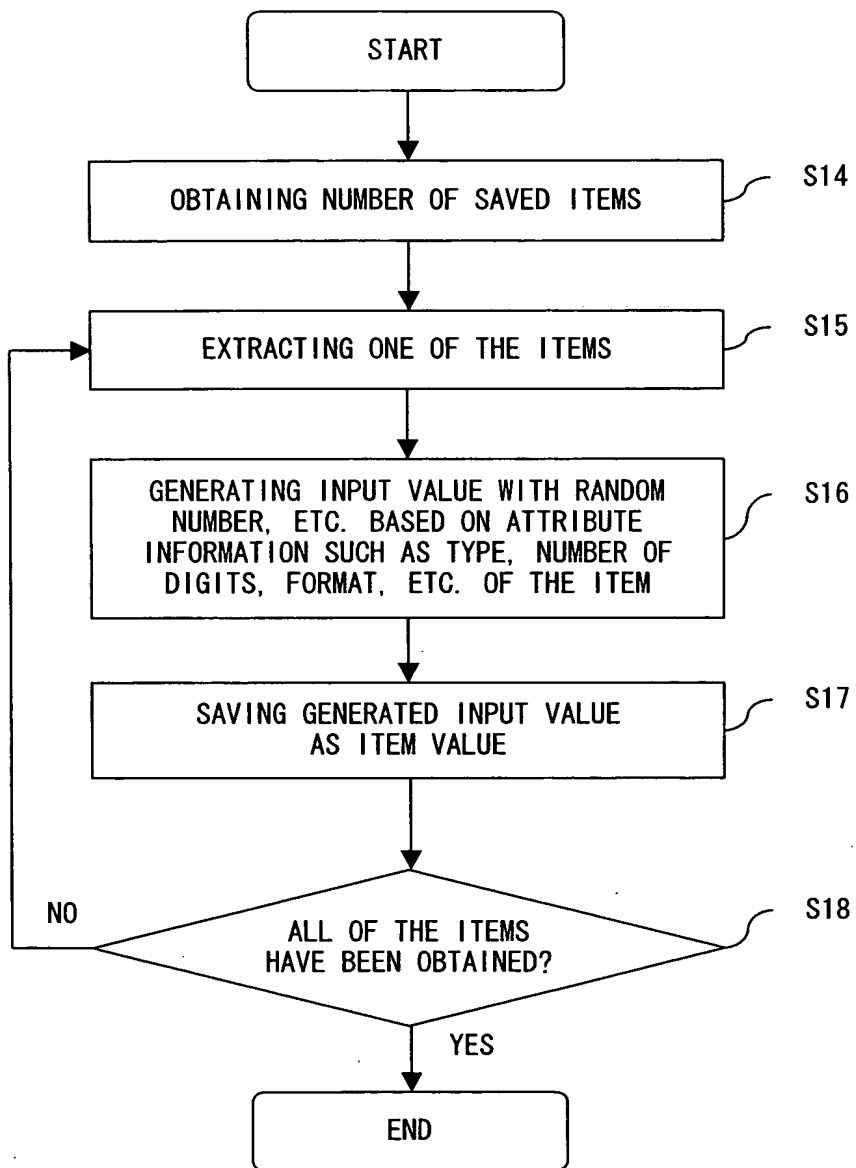 START
OBTAINING NUMBER OF SAVED ITEMS
S14
EXTRACTING ONE OF THE ITEMS
S15
GENERATING INPUT VALUE WITH RANDOM
NUMBER, ETC. BASED ON ATTRIBUTE
INFORMATION SUCH AS TYPE, NUMBER OF
DIGITS, FORMAT, ETC. OF THE ITEM
S16
SAVING GENERATED INPUT VALUE
AS ITEM VALUE
S17
NO
ALL OF THE ITEMS
HAVE BEEN OBTAINED?
S18
YES
END